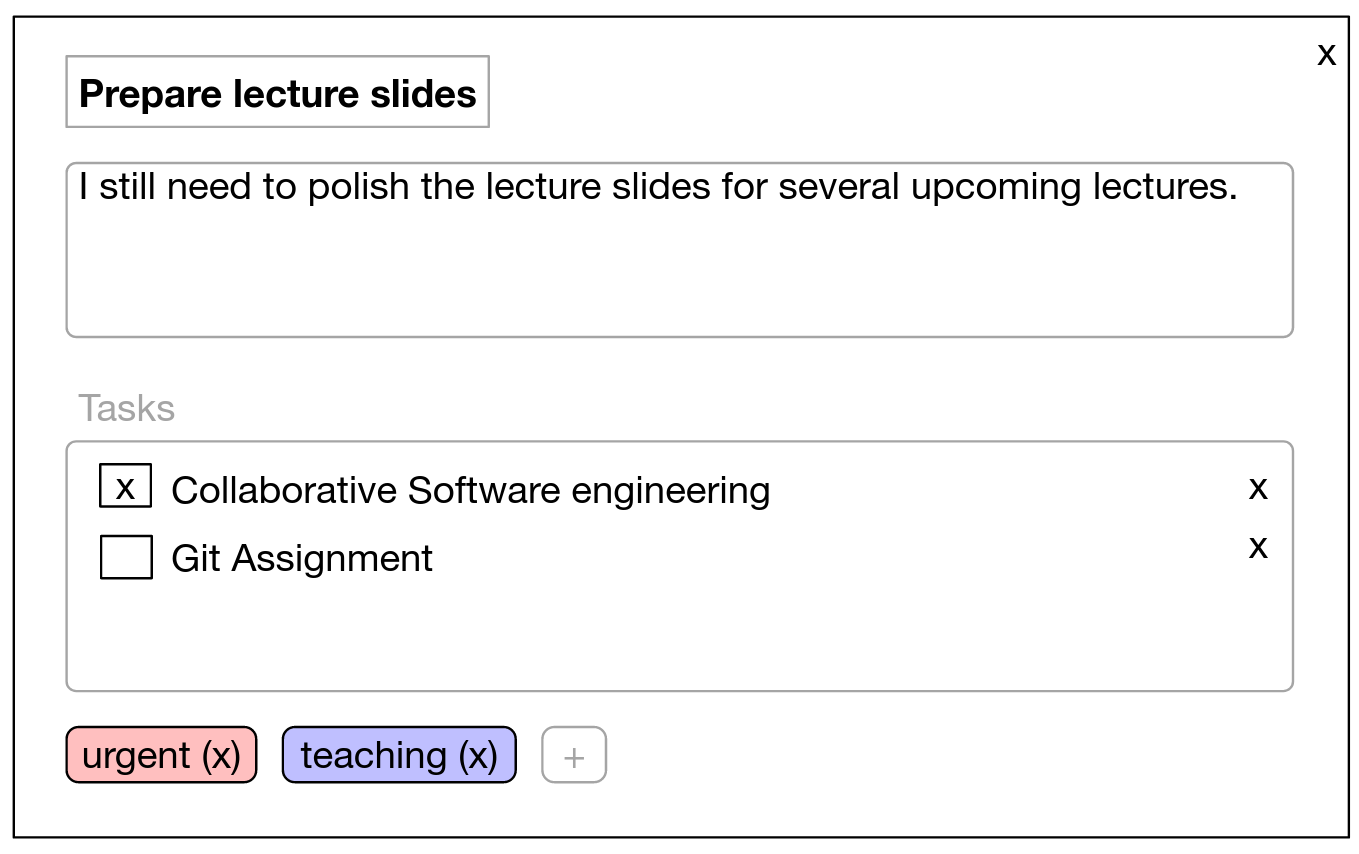 x
Prepare lecture slides
I still need to polish the lecture slides for several upcoming lectures.
Tasks
x Collaborative Software engineering x
Git Assignment x
urgent (x) teaching (x) +